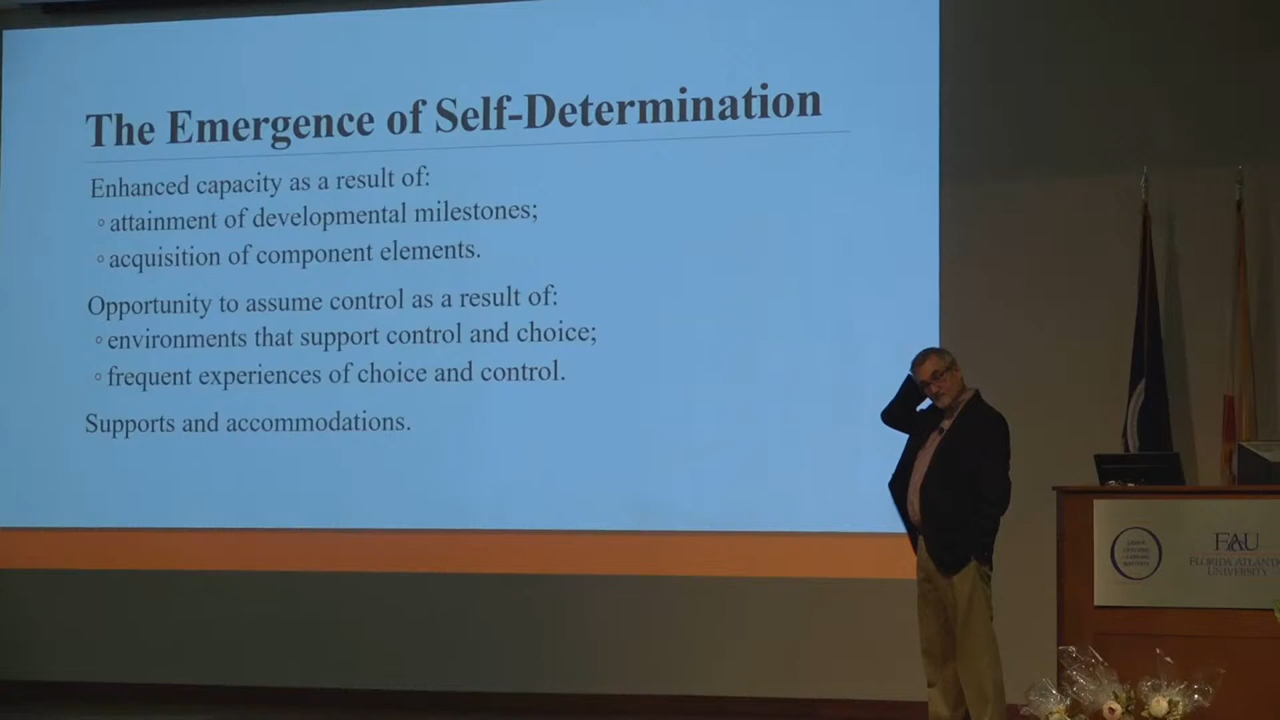 The Emergence of Self-Determination
Enhanced capacity as a result of:
◦ attainment of developmental milestones;
◦ acquisition of component elements.
Opportunity to assume control as a result of:
◦ environments that support control and choice;
◦ frequent experiences of choice and control.
Supports and accommodations.
FAU
FLORIDA ATLANTIC
UNIVERSITY